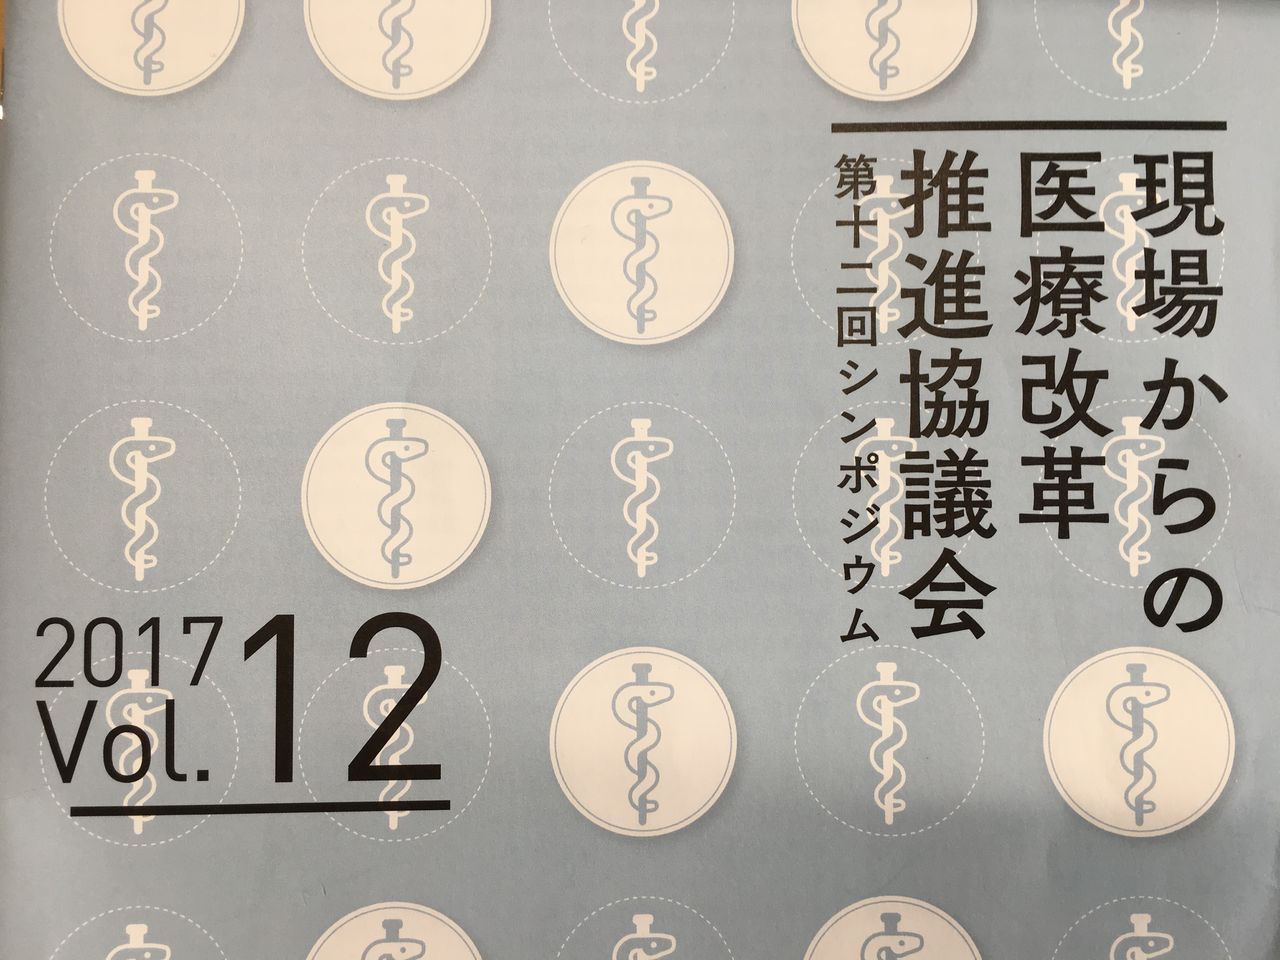 現場からの
医療改革
推進協議会
第十二回シンポジウム
2017
Vol. 12